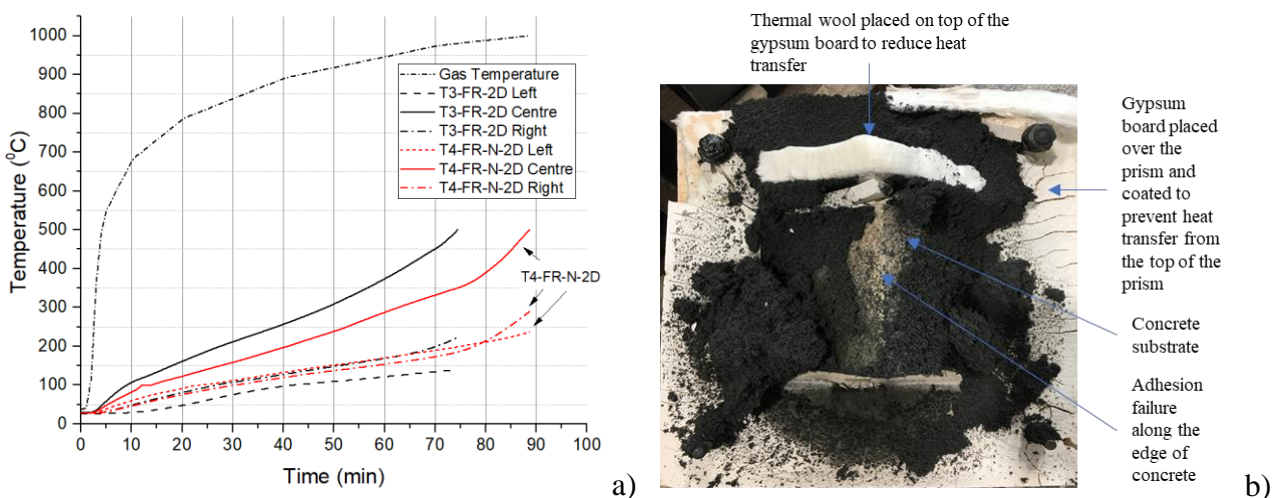 1000
900
800
700
600
500
400
300
200
100
0
Temperature (⁰C)
0 10 20 30 40 50 60 70 80 90 100
Time (min)
Gas Temperature
T3-FR-2D Left
T3-FR-2D Centre
T3-FR-2D Right
T4-FR-N-2D Left
T4-FR-N-2D Centre
T4-FR-N-2D Right
T4-FR-N-2D
a)
Thermal wool placed on top of the
gypsum board to reduce heat
transfer
Gypsum
board placed
over the
prism and
coated to
prevent heat
transfer from
the top of the
prism
Concrete
substrate
Adhesion
failure
along the
edge of
concrete
b)